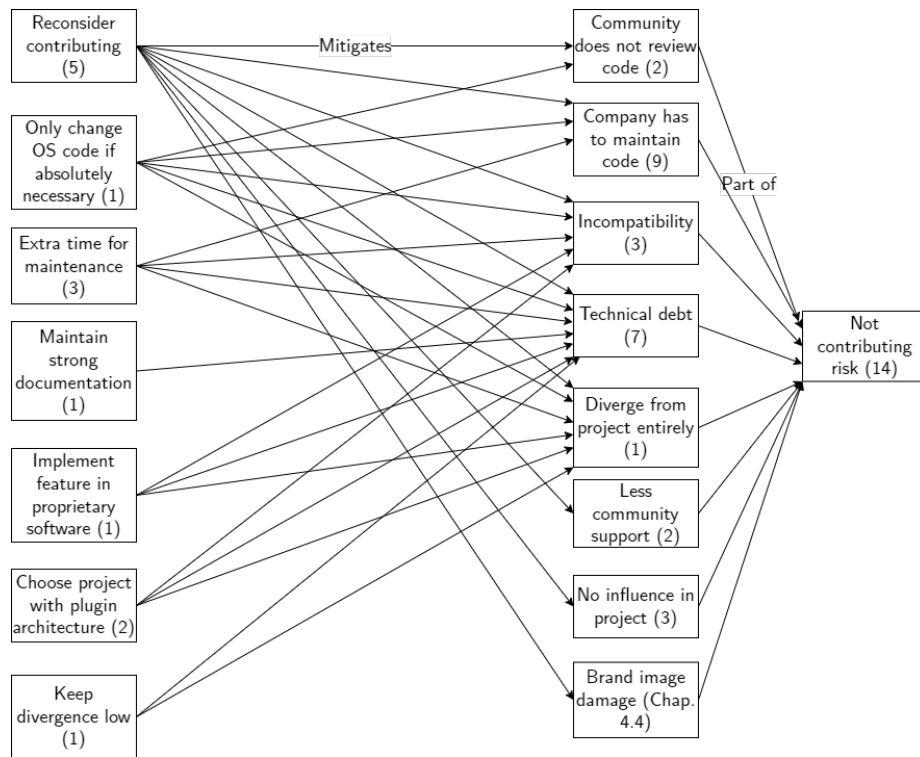 Reconsider
contributing
(5)
Only change
OS code if
absolutely
necessary (1)
Extra time for
maintenance
(3)
Maintain
strong
documentation
(1)
Implement
feature in
proprietary
software (1)
Choose project
with plugin
architecture (2)
Keep
divergence low
(1)
Mitigates
Community
does not review
code (2)
Company has
to maintain
code (9)
Incompatibility
(3)
Technical debt
(7)
Diverge from
project entirely
(1)
Less
community
support (2)
No influence in
project (3)
Brand image
damage (Chap.
4.4)
Part of
Not
contributing
risk (14)